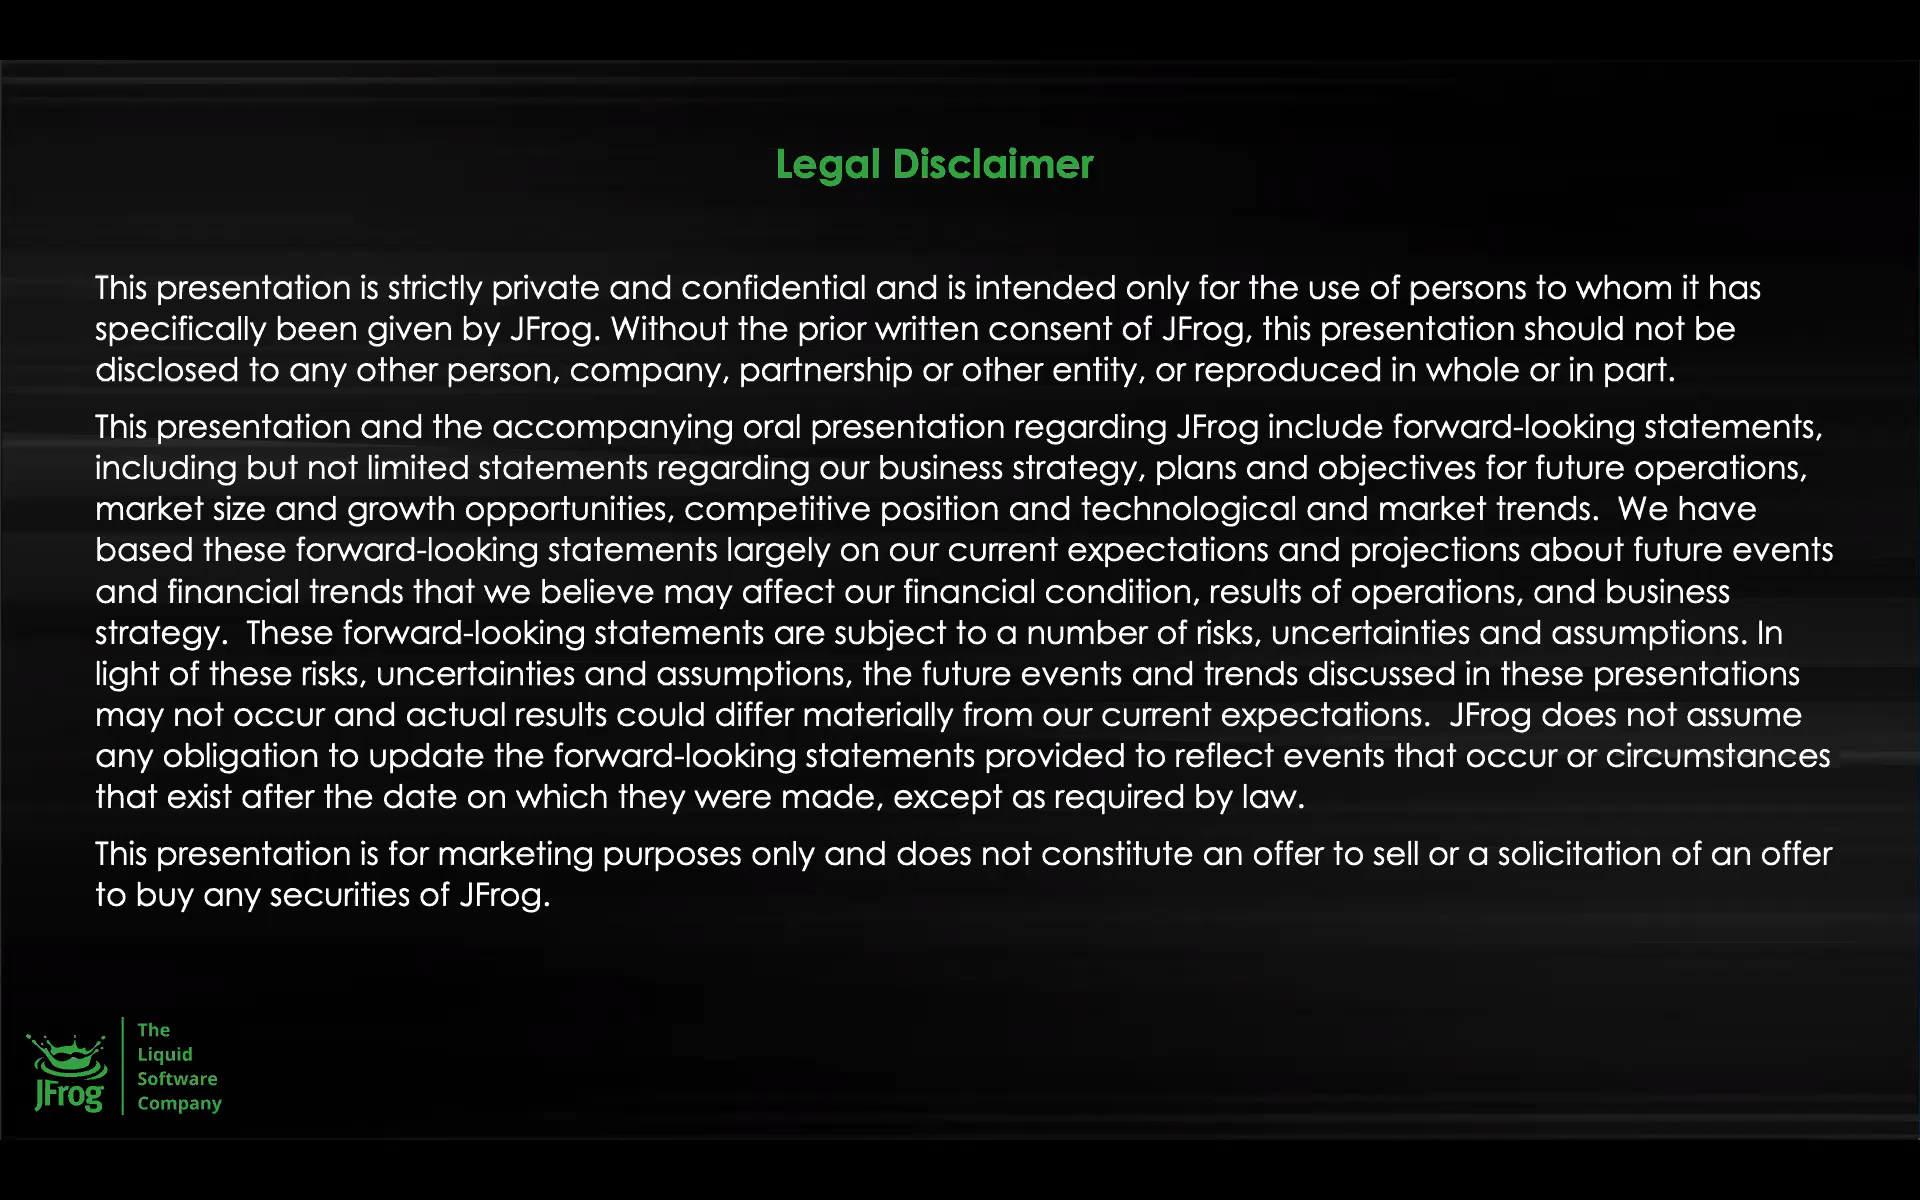 Legal Disclaimer
This presentation is strictly private and confidential and is intended only for the use of persons to whom it has
specifically been given by JFrog. Without the prior written consent of JFrog, this presentation should not be
disclosed to any other person, company, partnership or other entity, or reproduced in whole or in part.
This presentation and the accompanying oral presentation regarding JFrog include forward-looking statements,
including but not limited statements regarding our business strategy, plans and objectives for future operations,
market size and growth opportunities, competitive position and technological and market trends.  We have
based these forward-looking statements largely on our current expectations and projections about future events
and financial trends that we believe may affect our financial condition, results of operations, and business
strategy.  These forward-looking statements are subject to a number of risks, uncertainties and assumptions. In
light of these risks, uncertainties and assumptions, the future events and trends discussed in these presentations
may not occur and actual results could differ materially from our current expectations.  JFrog does not assume
any obligation to update the forward-looking statements provided to reflect events that occur or circumstances
that exist after the date on which they were made, except as required by law.
This presentation is for marketing purposes only and does not constitute an offer to sell or a solicitation of an offer
to buy any securities of JFrog.
JFrog
The
Liquid
Software
Company